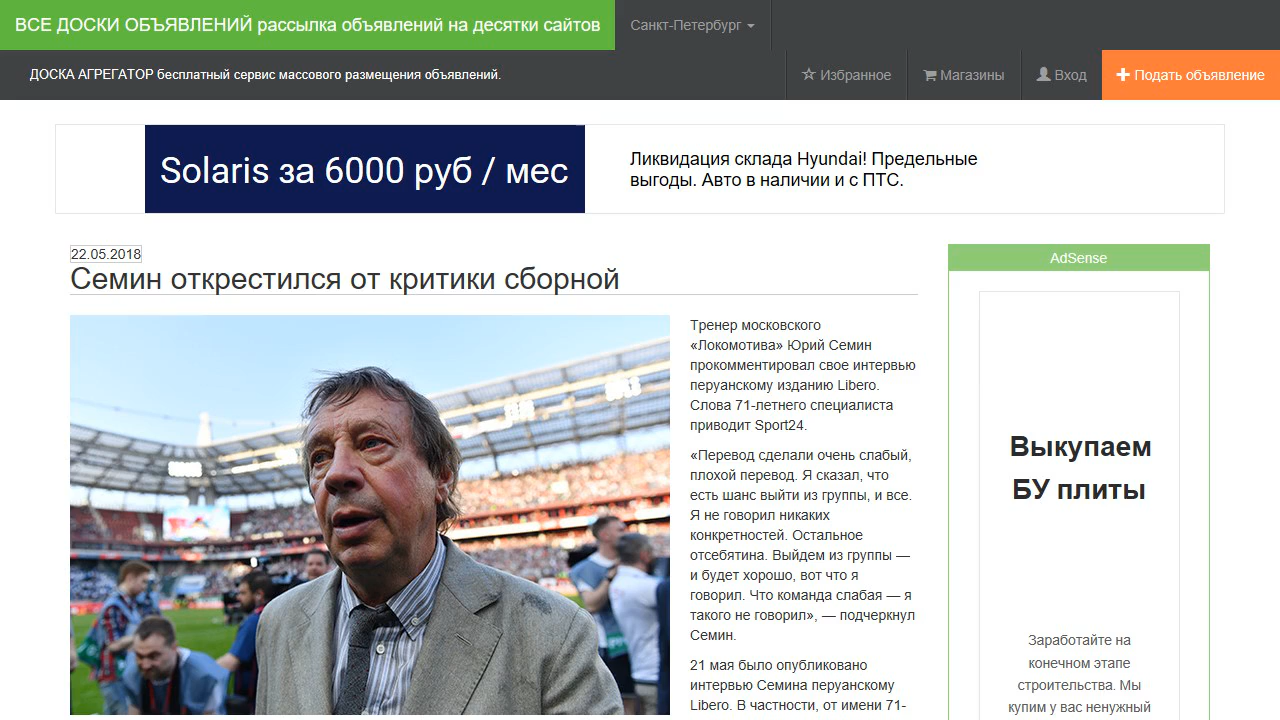 ВСЕ ДОСКИ ОБЪЯВЛЕНИЙ рассылка объявлений на десятки сайтов
Санкт-Петербург
ДОСКА АГРЕГАТОР бесплатный сервис массового размещения объявлений.
Избранное
Магазины
Вход
Подать объявление
Solaris за 6000 руб / мес
Ликвидация склада Hyundai! Предельные
выгоды. Авто в наличии и с ПТС.
22.05.2018
Семин открестился от критики сборной
Тренер московского
«Локомотива» Юрий Семин
прокомментировал свое интервью
перуанскому изданию Libero.
Слова 71-летнего специалиста
приводит Sport24.
«Перевод сделали очень слабый,
плохой перевод. Я сказал, что
есть шанс выйти из группы, и все.
Я не говорил никаких
конкретностей. Остальное
отсебятина. Выйдем из группы —
и будет хорошо, вот что я
говорил. Что команда слабая — я
такого не говорил», — подчеркнул
Семин.
21 мая было опубликовано
интервью Семина перуанскому
Libero. В частности, от имени 71-
AdSense
Выкупаем
БУ плиты
Заработайте на
конечном этапе
строительства. Мы
купим у вас ненужный